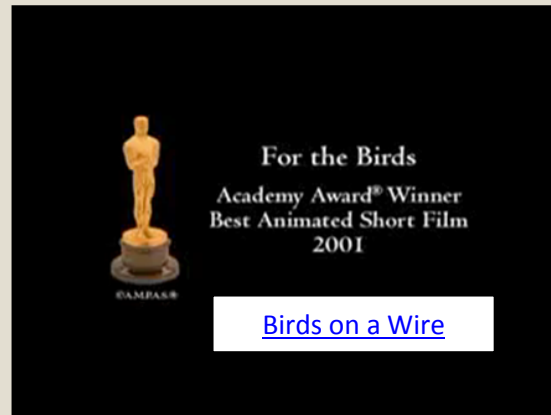 For the Birds
Academy Award® Winner
Best Animated Short Film
2001
©A.M.P.A.S.®
Birds on a Wire